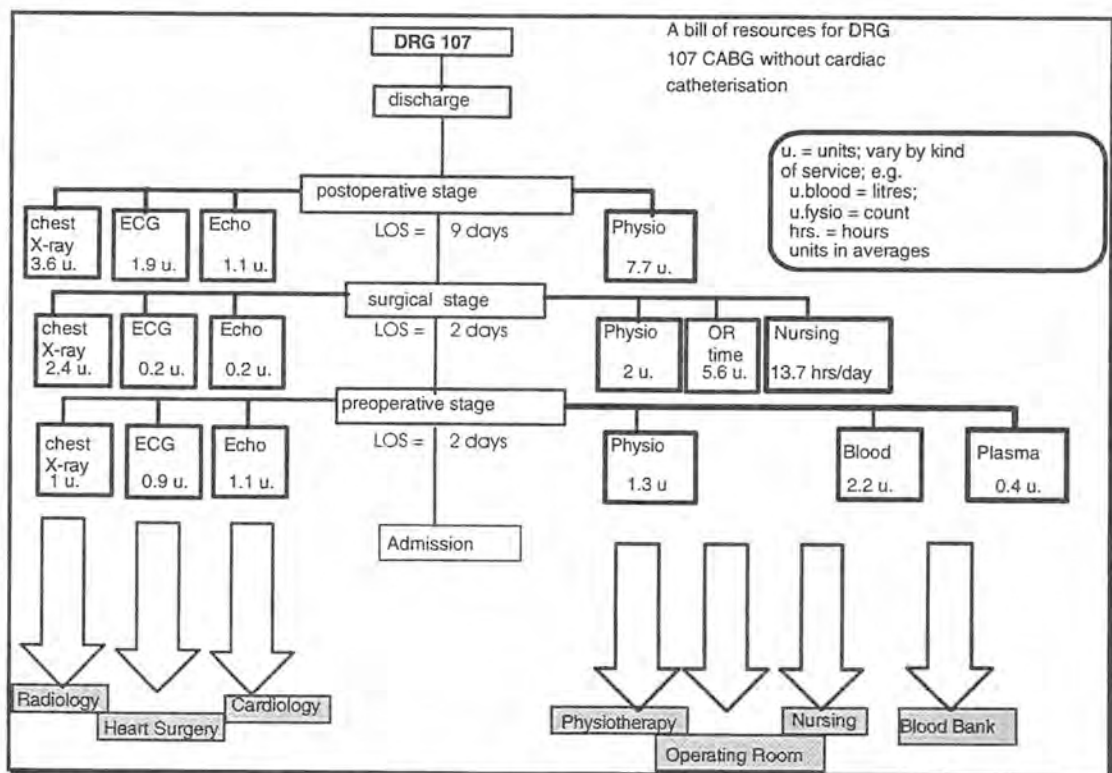 DRG 107
A bill of resources for DRG
107 CABG without cardiac
catheterisation
discharge
u. = units; vary by kind
of service; e.g.
u.blood = litres;
u.fysio = count
hrs. = hours
units in averages
postoperative stage
LOS = 9 days
chest
X-ray
3.6 u.
ECG
1.9 u.
Echo
1.1 u.
Physio
7.7 u.
surgical stage
LOS = 2 days
chest
X-ray
2.4 u.
ECG
0.2 u.
Echo
0.2 u.
Physio
2 u.
OR
time
5.6 u.
Nursing
13.7 hrs/day
preoperative stage
LOS = 2 days
chest
X-ray
1 u.
ECG
0.9 u.
Echo
1.1 u.
Physio
1.3 u
Blood
2.2 u.
Plasma
0.4 u.
Admission
Radiology
Heart Surgery
Cardiology
Physiotherapy
Operating Room
Nursing
Blood Bank